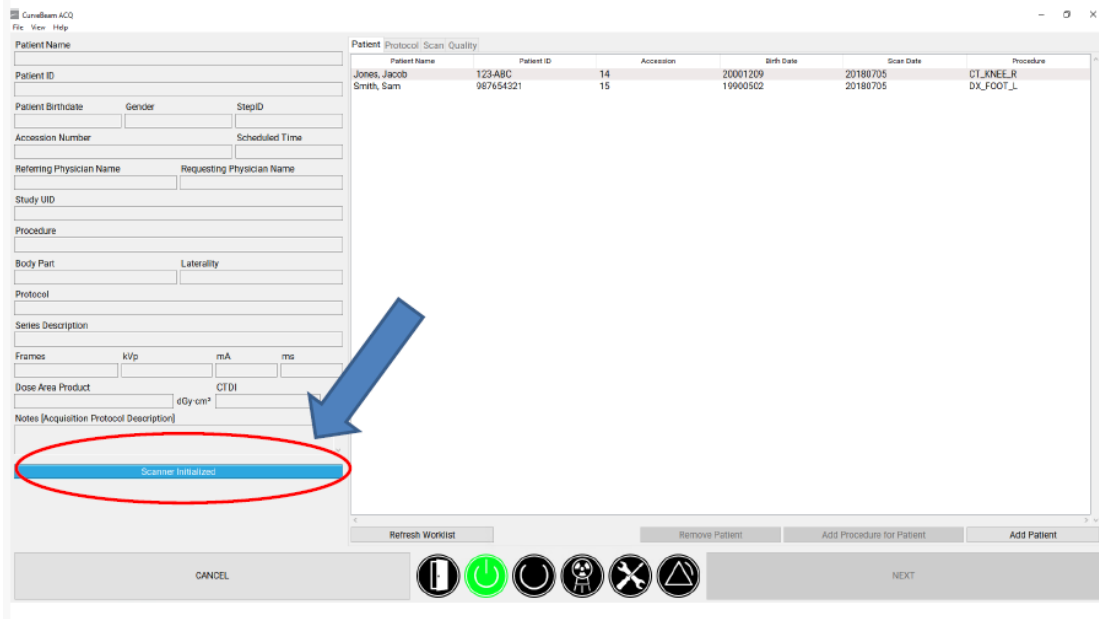 CurveBeam ACQ
File View Help
Patient Name
Patient ID
Patient Birthdate Gender StepID
Accession Number Scheduled Time
Referring Physician Name Requesting Physician Name
Study UID
Procedure
Body Part Laterality
Protocol
Series Description
Frames kVp mA ms
Dose Area Product CTDI
dGy·cm²
Notes [Acquisition Protocol Description]
Scanner Initialized
Patient Protocol Scan Quality
Patient Name Patient ID Accession Birth Date Scan Date Procedure
Jones, Jacob 123-ABC 14 20001209 20180705 CT_KNEE_R
Smith, Sam 987654321 15 19900502 20180705 DX_FOOT_L
Refresh Worklist Remove Patient Add Procedure for Patient Add Patient
CANCEL NEXT